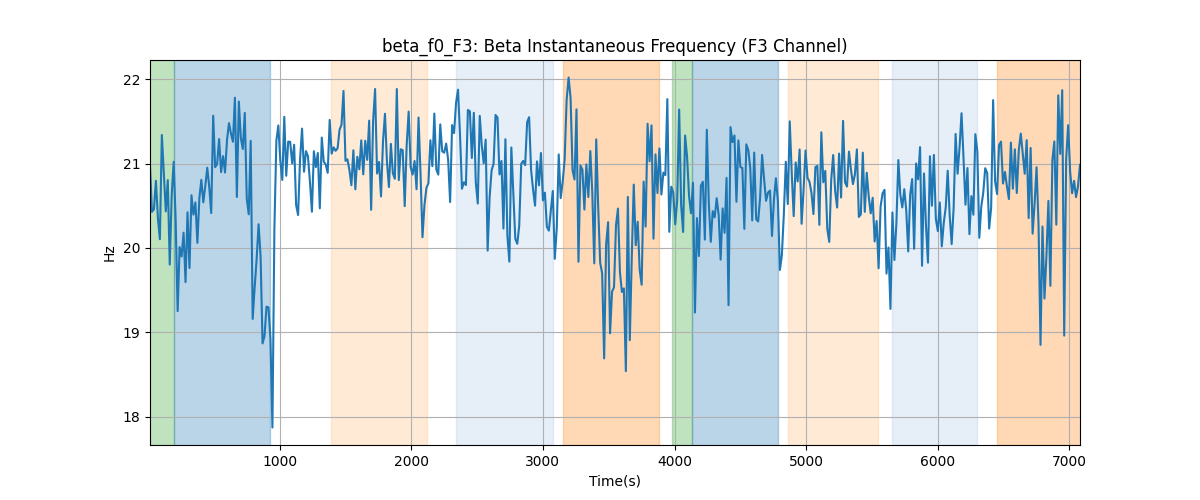 beta_f0_F3: Beta Instantaneous Frequency (F3 Channel)
22
21
20
19
18
Hz
1000 2000 3000 4000 5000 6000 7000
Time(s)